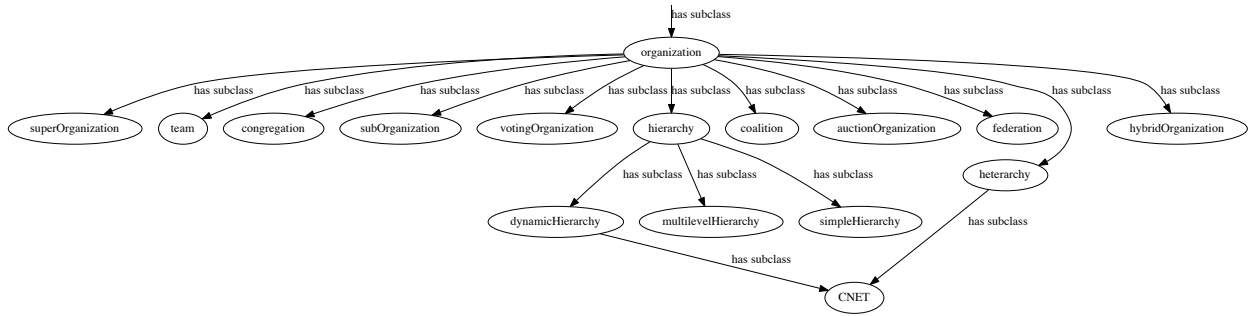 has subclass
organization
has subclass has subclass has subclass has subclass has subclass has subclass has subclass has subclass has subclass has subclass has subclass
superOrganization team congregation subOrganization votingOrganization hierarchy coalition auctionOrganization federation hybridOrganization
has subclass has subclass has subclass heterarchy
dynamicHierarchy multilevelHierarchy simpleHierarchy has subclass
has subclass
CNET